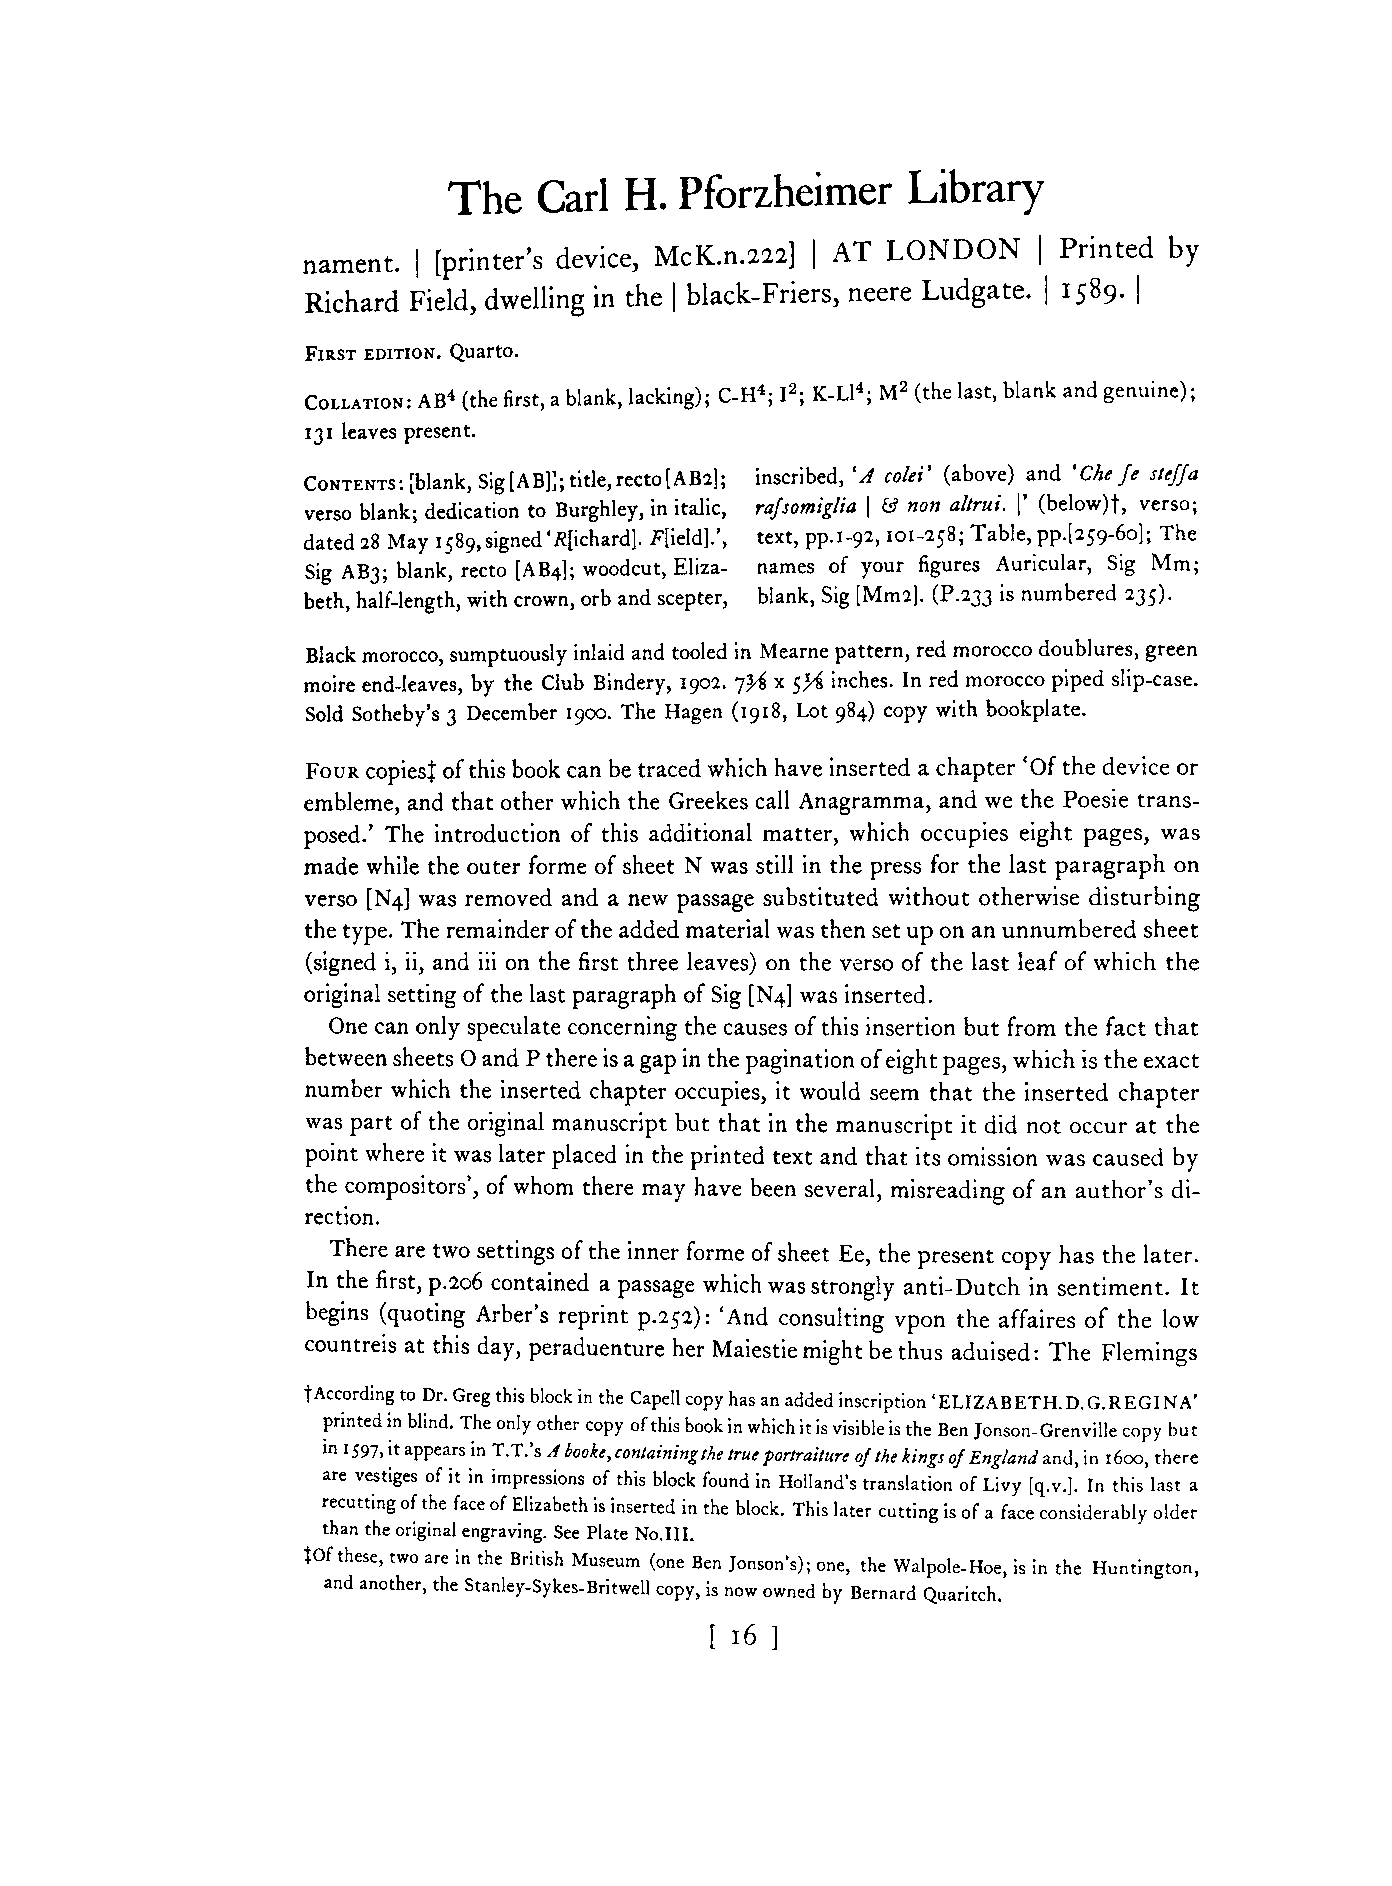 The Carl H. Pforzheimer Library
nament. | [printer's device, McK.n.222] | AT LONDON | Printed by
Richard Field, dwelling in the | black-Friers, neere Ludgate. | 1589. |
FIRST EDITION. Quarto.
COLLATION: AB⁴ (the first, a blank, lacking); C-H⁴; I²; K-Ll⁴; M² (the last, blank and genuine);
131 leaves present.
CONTENTS: [blank, Sig [AB]]; title, recto [AB2];
verso blank; dedication to Burghley, in italic,
dated 28 May 1589, signed 'R[ichard]. F[ield].',
Sig AB3; blank, recto [AB4]; woodcut, Eliza-
beth, half-length, with crown, orb and scepter,
inscribed, 'A colei' (above) and 'Che ſe steſſa
raſsomiglia | & non altrui. |' (below)†, verso;
text, pp.1-92, 101-258; Table, pp.[259-60]; The
names of your figures Auricular, Sig Mm;
blank, Sig [Mm2]. (P.233 is numbered 235).
Black morocco, sumptuously inlaid and tooled in Mearne pattern, red morocco doublures, green
moire end-leaves, by the Club Bindery, 1902. 7⅜ x 5⅛ inches. In red morocco piped slip-case.
Sold Sotheby's 3 December 1900. The Hagen (1918, Lot 984) copy with bookplate.
FOUR copies‡ of this book can be traced which have inserted a chapter 'Of the device or
embleme, and that other which the Greekes call Anagramma, and we the Poesie trans-
posed.' The introduction of this additional matter, which occupies eight pages, was
made while the outer forme of sheet N was still in the press for the last paragraph on
verso [N4] was removed and a new passage substituted without otherwise disturbing
the type. The remainder of the added material was then set up on an unnumbered sheet
(signed i, ii, and iii on the first three leaves) on the verso of the last leaf of which the
original setting of the last paragraph of Sig [N4] was inserted.
One can only speculate concerning the causes of this insertion but from the fact that
between sheets O and P there is a gap in the pagination of eight pages, which is the exact
number which the inserted chapter occupies, it would seem that the inserted chapter
was part of the original manuscript but that in the manuscript it did not occur at the
point where it was later placed in the printed text and that its omission was caused by
the compositors', of whom there may have been several, misreading of an author's di-
rection.
There are two settings of the inner forme of sheet Ee, the present copy has the later.
In the first, p.206 contained a passage which was strongly anti-Dutch in sentiment. It
begins (quoting Arber's reprint p.252): 'And consulting vpon the affaires of the low
countreis at this day, peraduenture her Maiestie might be thus aduised: The Flemings
†According to Dr. Greg this block in the Capell copy has an added inscription 'ELIZABETH.D.G.REGINA'
printed in blind. The only other copy of this book in which it is visible is the Ben Jonson-Grenville copy but
in 1597, it appears in T.T.'s A booke, containing the true portraiture of the kings of England and, in 1600, there
are vestiges of it in impressions of this block found in Holland's translation of Livy [q.v.]. In this last a
recutting of the face of Elizabeth is inserted in the block. This later cutting is of a face considerably older
than the original engraving. See Plate No.III.
‡Of these, two are in the British Museum (one Ben Jonson's); one, the Walpole-Hoe, is in the Huntington,
and another, the Stanley-Sykes-Britwell copy, is now owned by Bernard Quaritch.
[ 16 ]